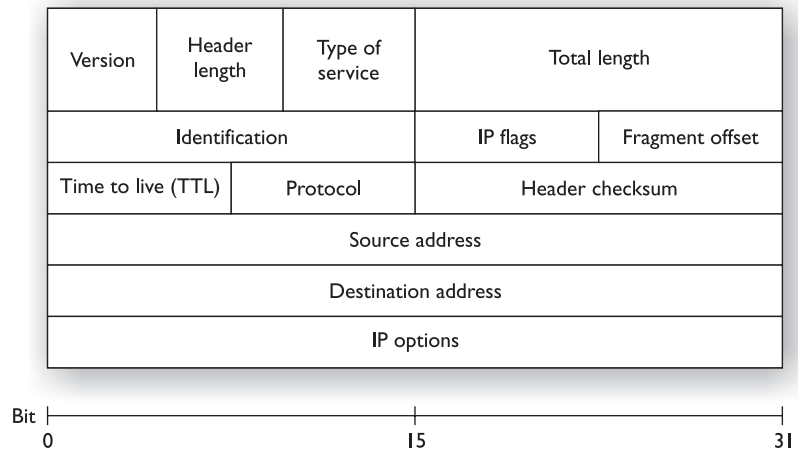 Version
Header
length
Type of
service
Total length
Identification
IP flags
Fragment offset
Time to live (TTL)
Protocol
Header checksum
Source address
Destination address
IP options
Bit
0
15
31